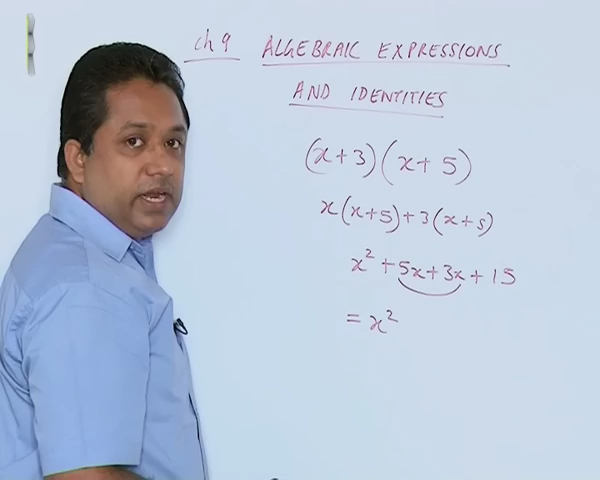 Ch 9 ALGEBRAIC EXPRESSIONS
AND IDENTITIES
(x+3)(x+5)
x(x+5)+3(x+5)
x² + 5x+3x+15
= x²